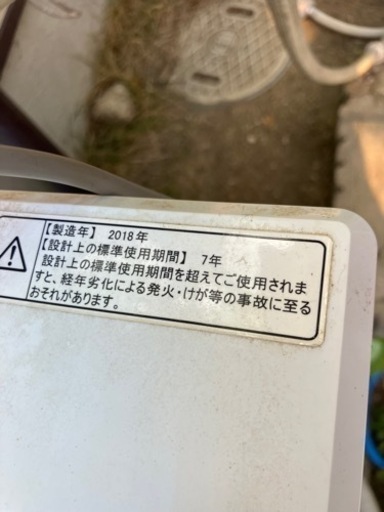 【製造年】 2018年
【設計上の標準使用期間】 7年
設計上の標準使用期間を超えてご使用されま
すと、経年劣化による発火・けが等の事故に至る
おそれがあります。